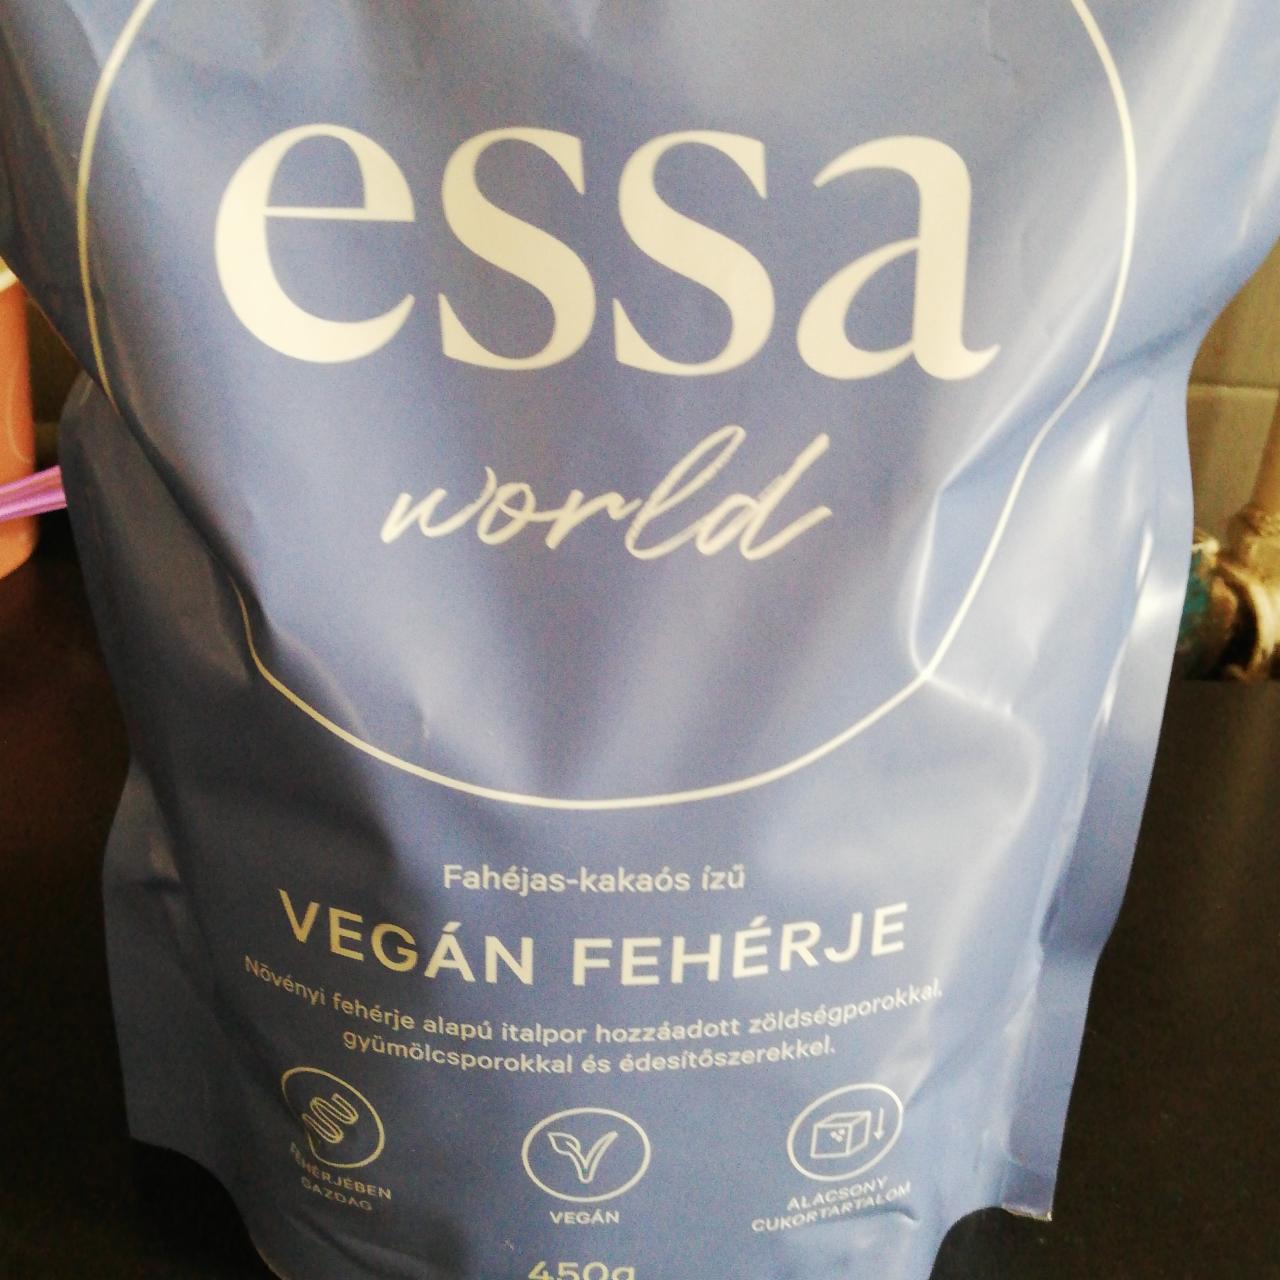 essa
world
Fahéjas-kakaós ízű
VEGÁN FEHÉRJE
Növényi fehérje alapú italpor hozzáadott zöldségporokkal,
gyümölcsporokkal és édesítőszerekkel.
FEHÉRJÉBEN
GAZDAG
VEGÁN
ALACSONY
CUKORTARTALOM
450g